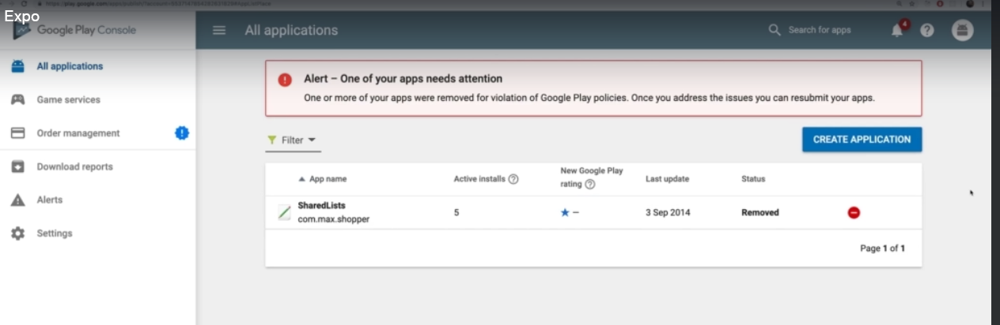 Expo
Google Play Console
All applications
Search for apps
4
All applications
Game services
Order management
Download reports
Alerts
Settings
Alert – One of your apps needs attention
One or more of your apps were removed for violation of Google Play policies. Once you address the issues you can resubmit your apps.
Filter
CREATE APPLICATION
App name
Active installs
New Google Play
rating
Last update
Status
SharedLists
com.max.shopper
5
–
3 Sep 2014
Removed
Page 1 of 1